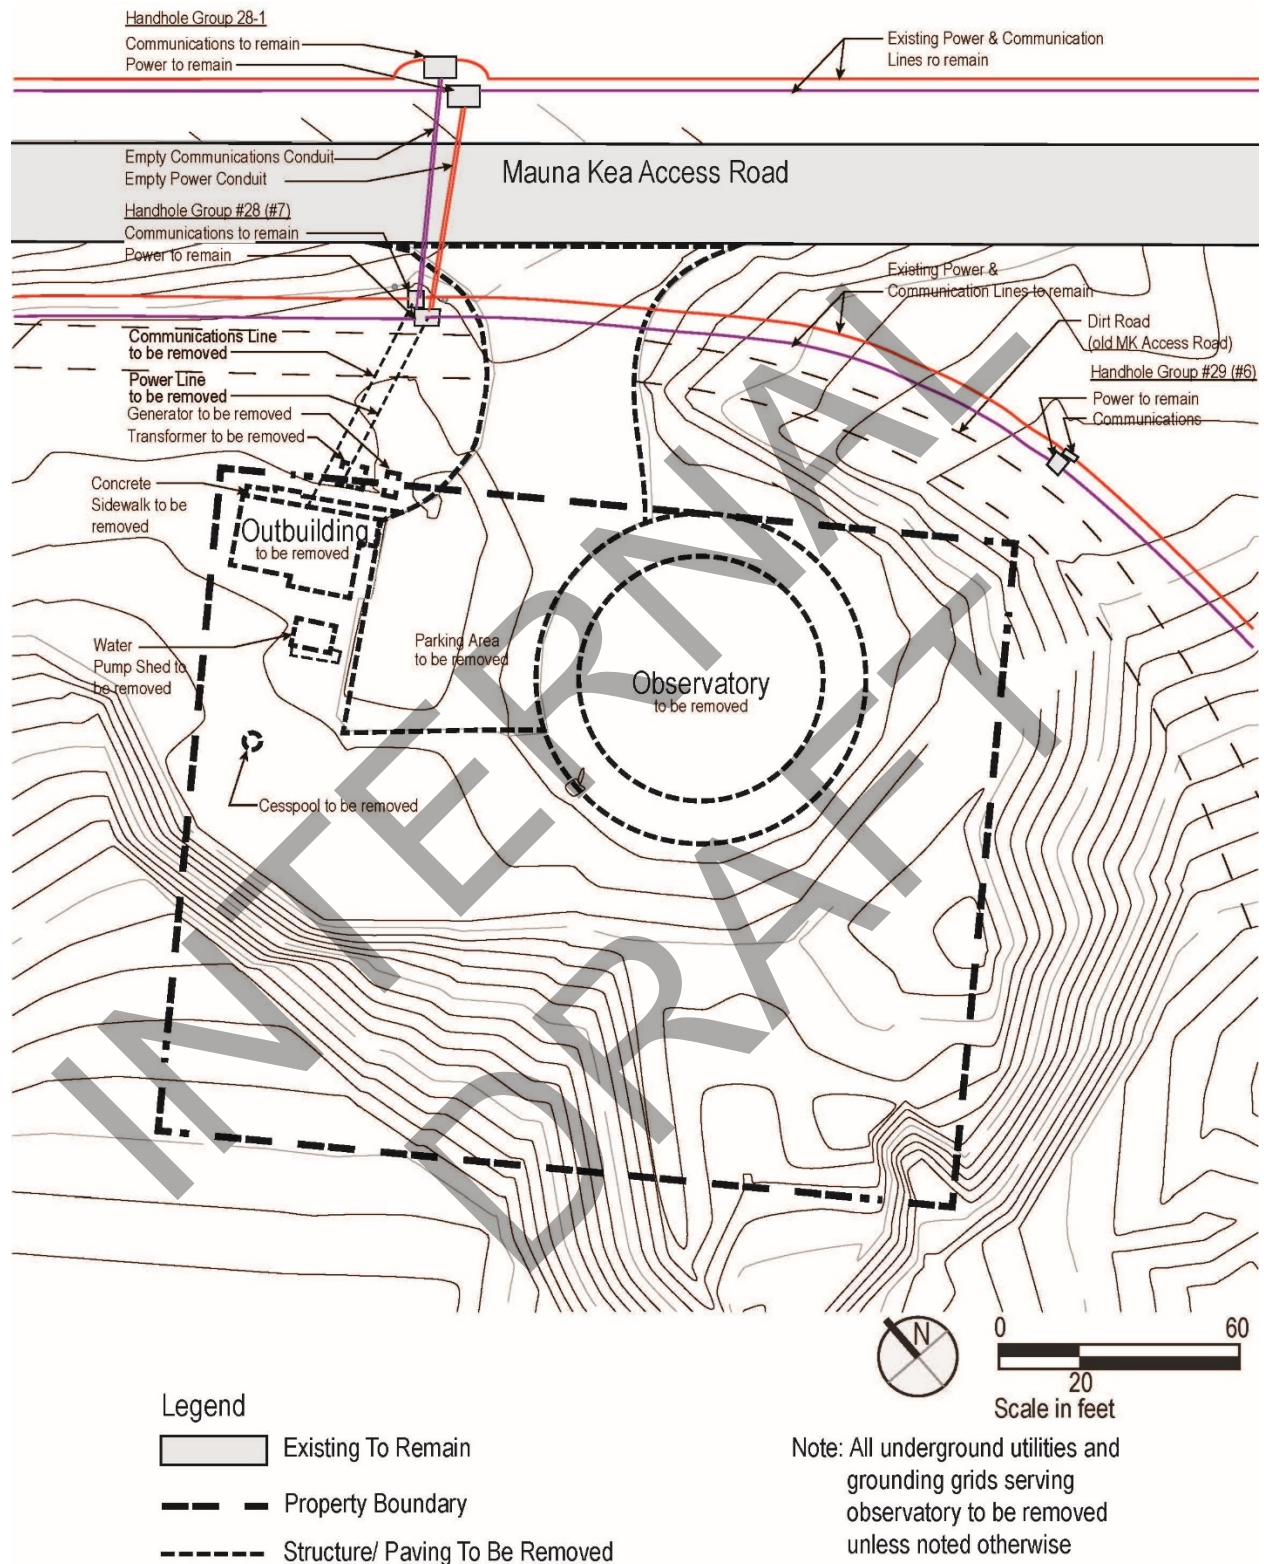 Handhole Group 28-1
Communications to remain
Power to remain
Existing Power & Communication
Lines ro remain
Empty Communications Conduit
Empty Power Conduit
Mauna Kea Access Road
Handhole Group #28 (#7)
Communications to remain
Power to remain
Existing Power &
Communication Lines to remain
Dirt Road
(old MK Access Road)
Handhole Group #29 (#6)
Power to remain
Communications
Communications Line
to be removed
Power Line
to be removed
Generator to be removed
Transformer to be removed
Concrete
Sidewalk to be
removed
Outbuilding
to be removed
Water
Pump Shed to
be removed
Parking Area
to be removed
Observatory
to be removed
Cesspool to be removed
INTERNAL
DRAFT
N
0 60
20
Scale in feet
Legend
Existing To Remain
Property Boundary
Structure/ Paving To Be Removed
Note: All underground utilities and
grounding grids serving
observatory to be removed
unless noted otherwise